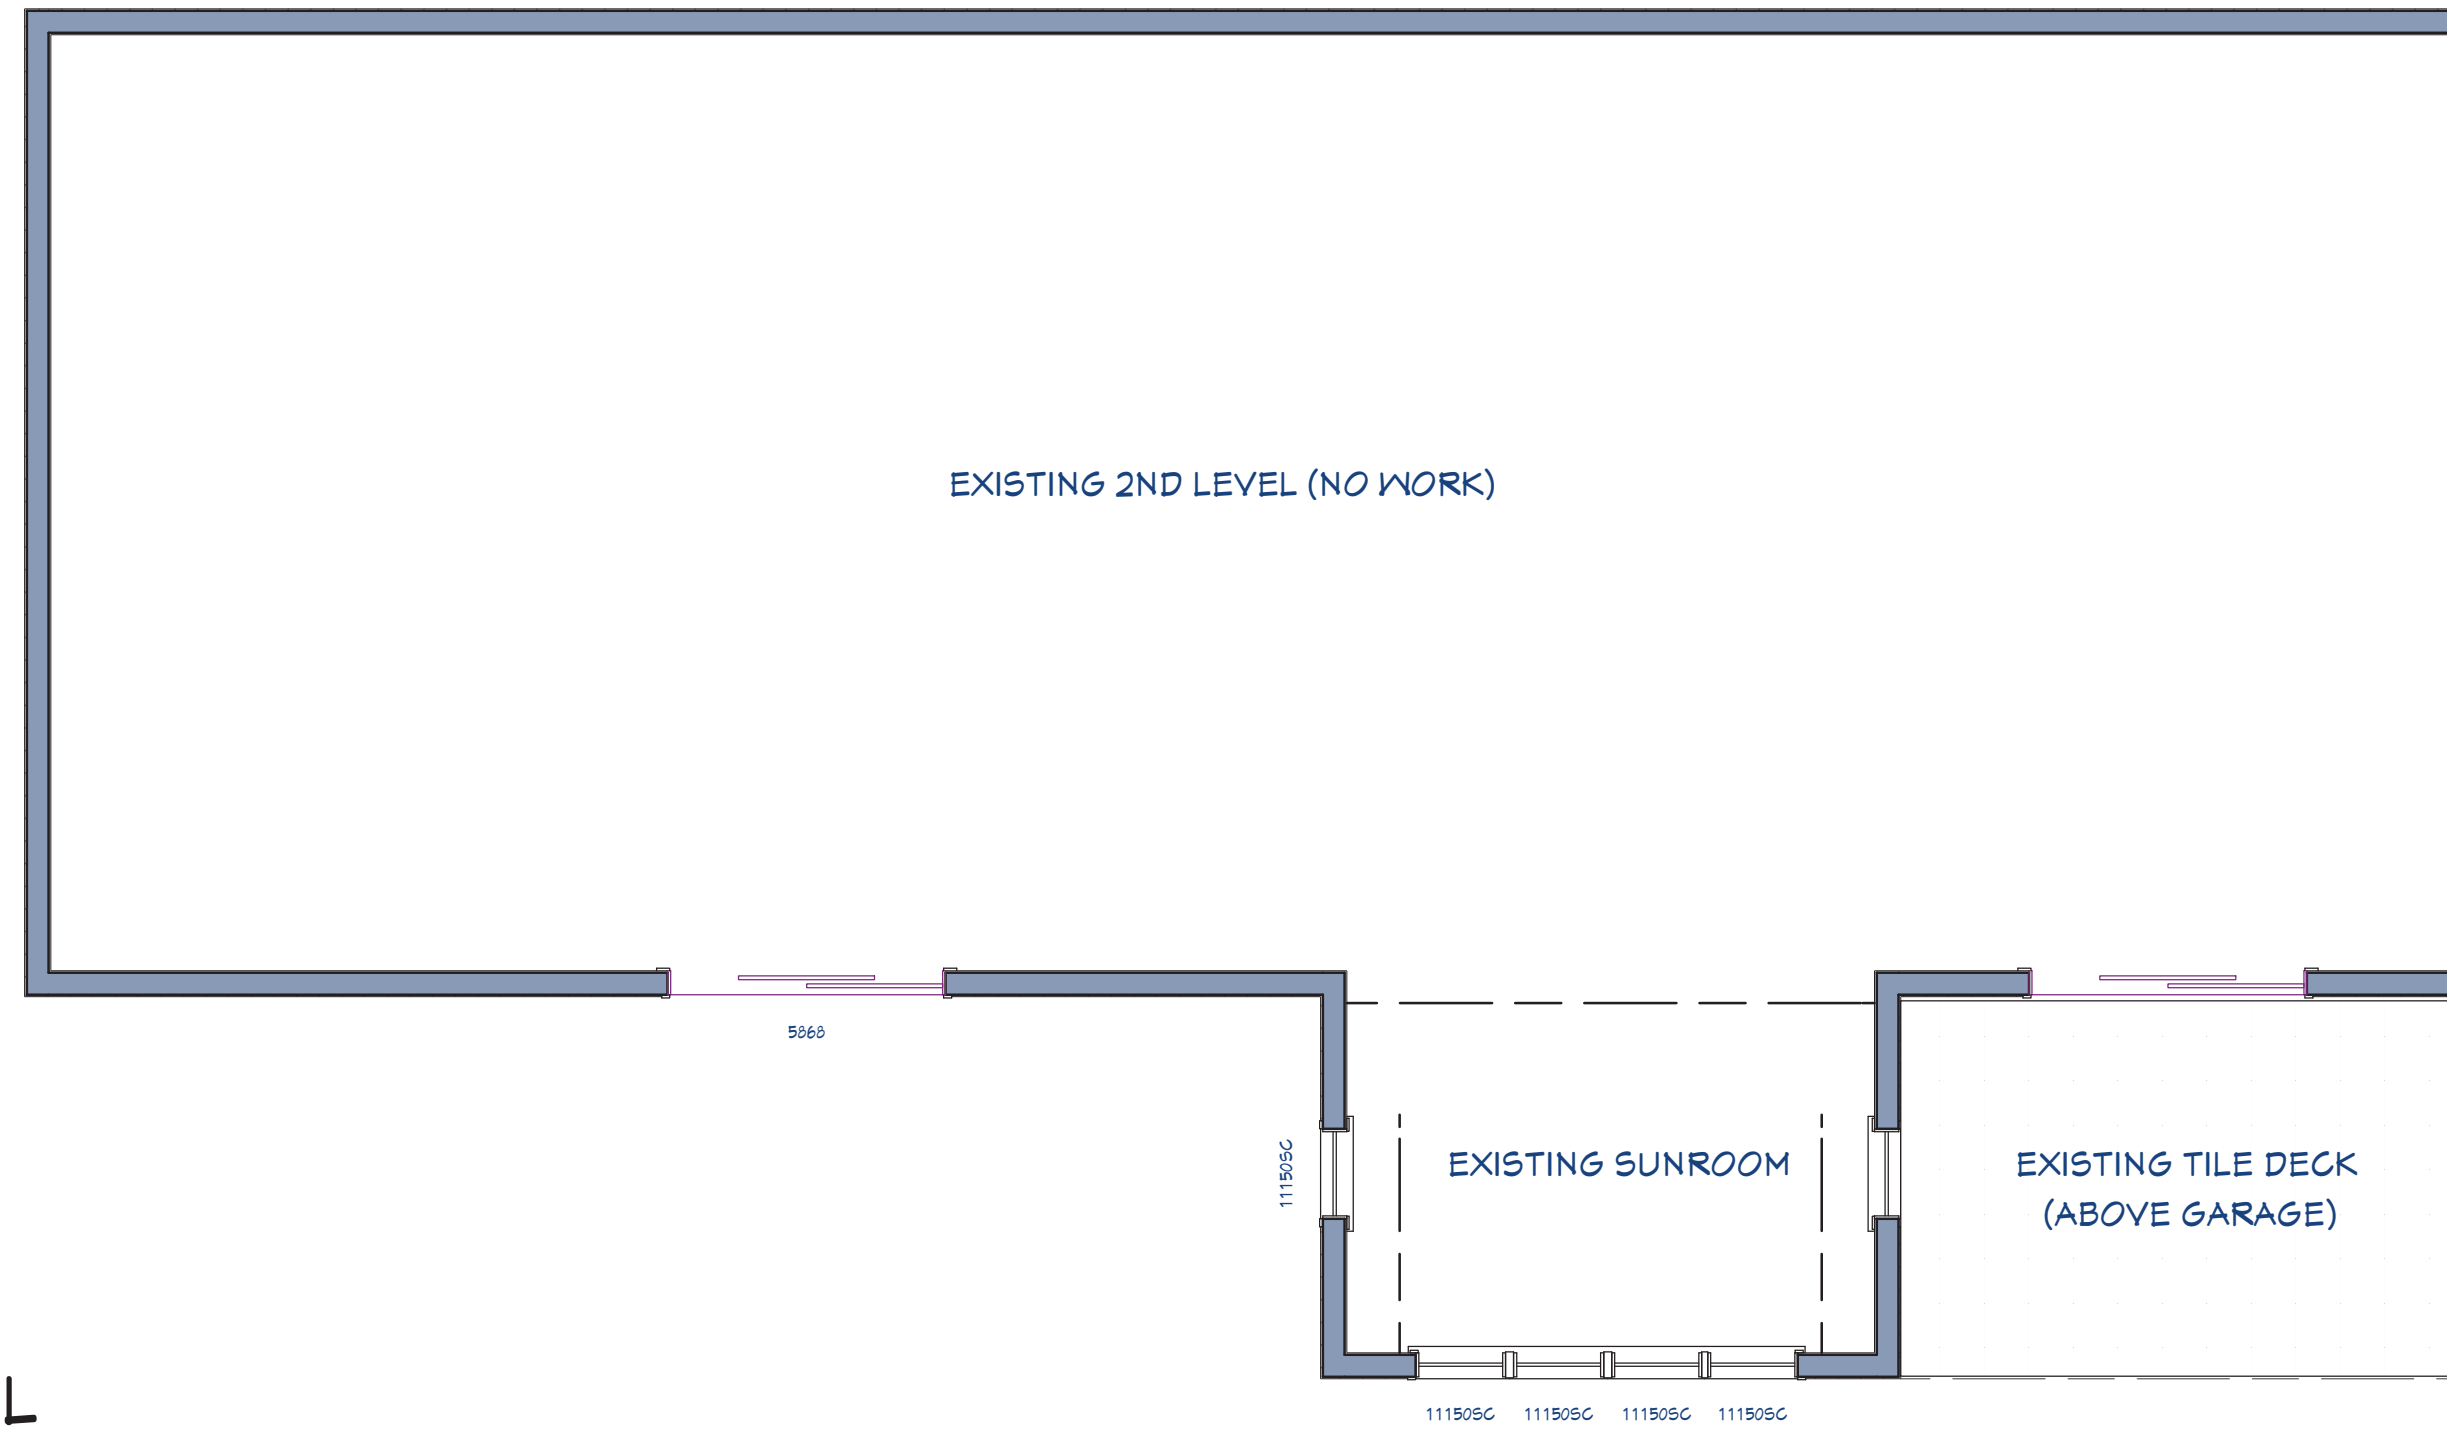 EXISTING 2ND LEVEL (NO WORK)
5868
11150SC
EXISTING SUNROOM
EXISTING TILE DECK
(ABOVE GARAGE)
11150SC 11150SC 11150SC 11150SC
L